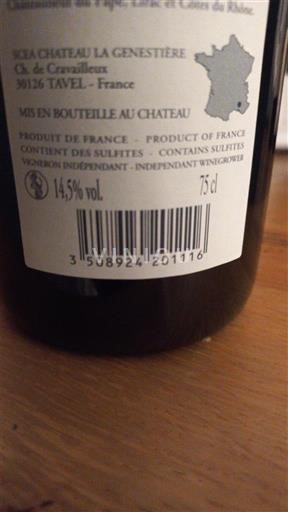 Châteauneuf du Pape, Lirac et Côtes du Rhône.
SCEA CHATEAU LA GENESTIÈRE
Ch. de Cravailleux
30126 TAVEL - France
MIS EN BOUTEILLE AU CHATEAU
PRODUIT DE FRANCE - PRODUCT OF FRANCE
CONTIENT DES SULFITES - CONTAINS SULFITES
VIGNERON INDÉPENDANT - INDEPENDANT WINEGROWER
14,5% vol. 75 cl
3 508924 201116